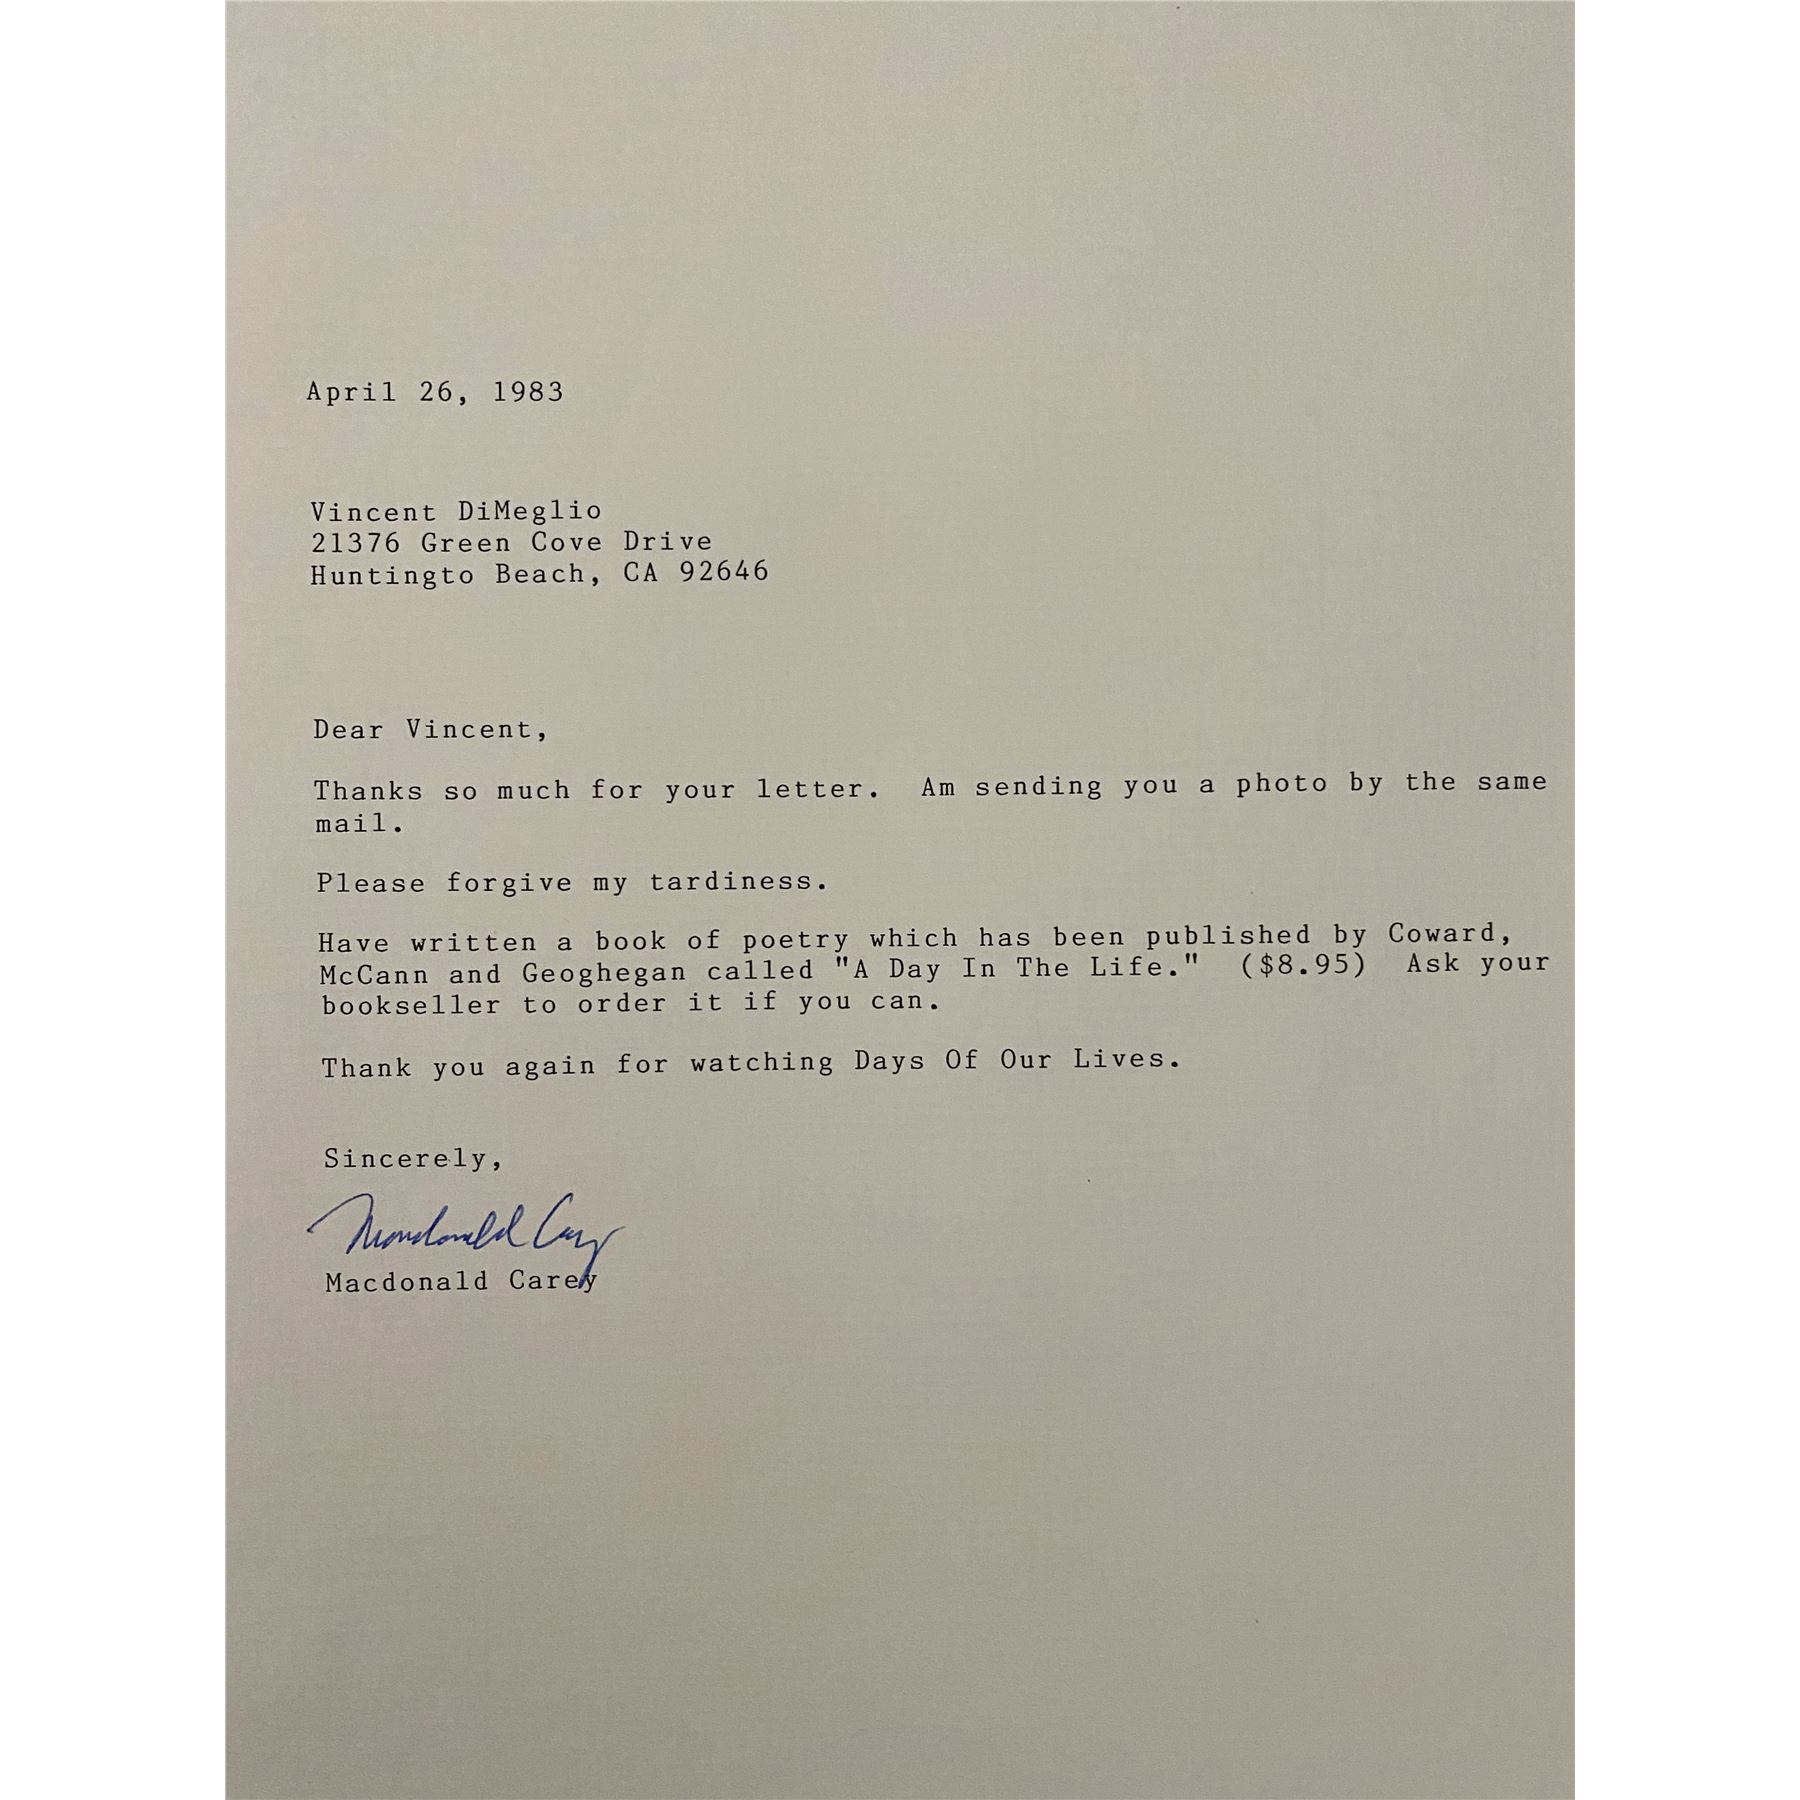 April 26, 1983
Vincent DiMeglio
21376 Green Cove Drive
Huntingto Beach, CA 92646
Dear Vincent,
Thanks so much for your letter.  Am sending you a photo by the same
mail.
Please forgive my tardiness.
Have written a book of poetry which has been published by Coward,
McCann and Geoghegan called "A Day In The Life."  ($8.95)  Ask your
bookseller to order it if you can.
Thank you again for watching Days Of Our Lives.
Sincerely,
Macdonald Carey
Macdonald Carey